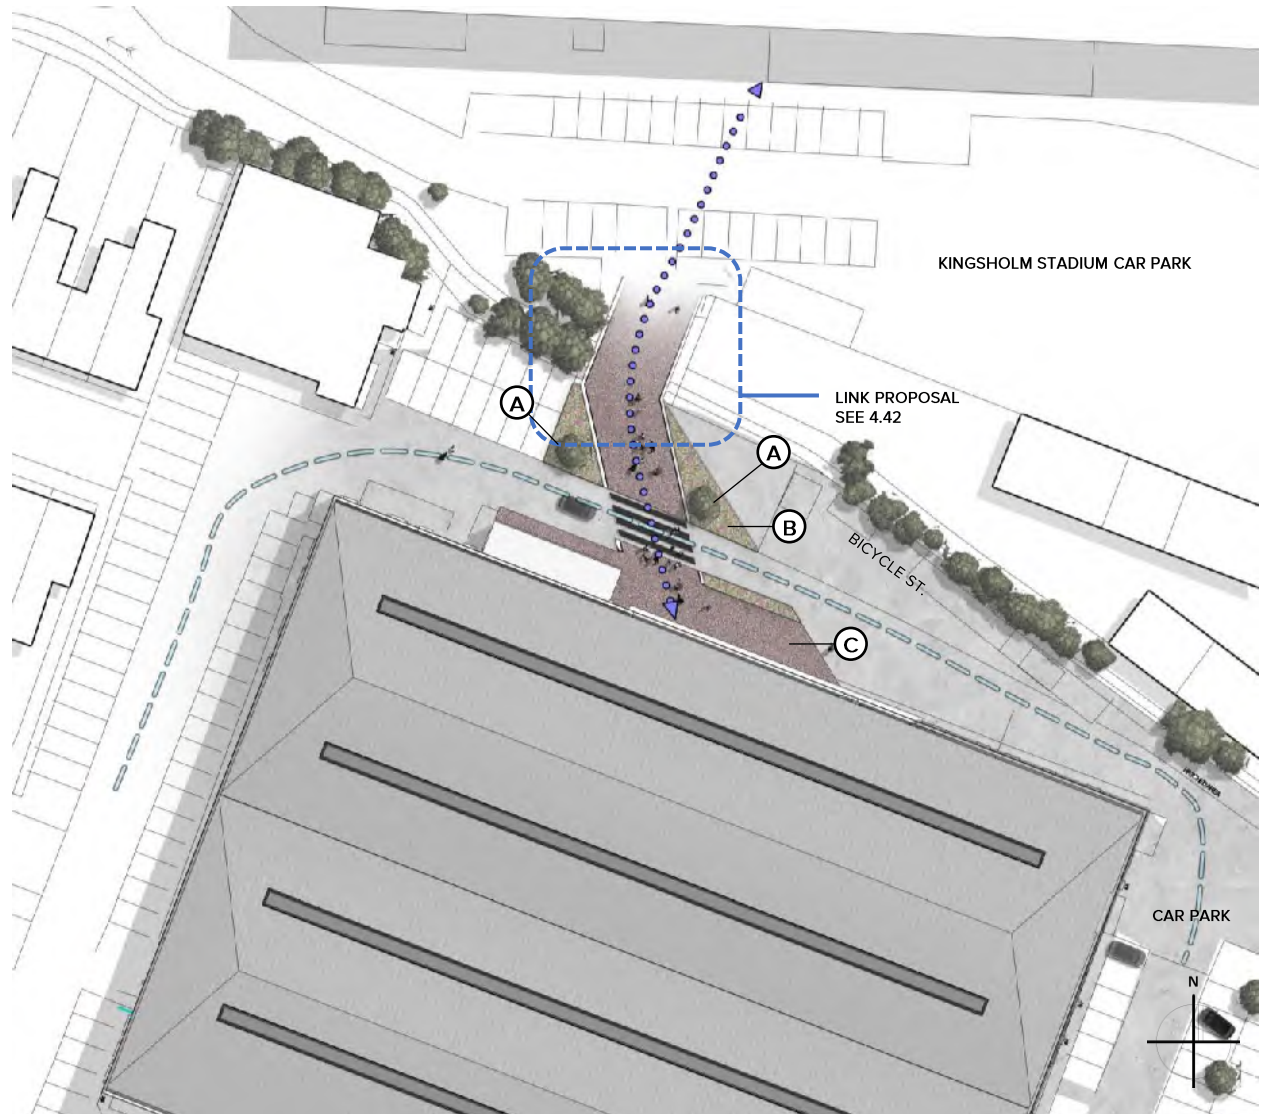 KINGSHOLM STADIUM CAR PARK
LINK PROPOSAL
SEE 4.42
A
A
B
BICYCLE ST.
C
CAR PARK
N